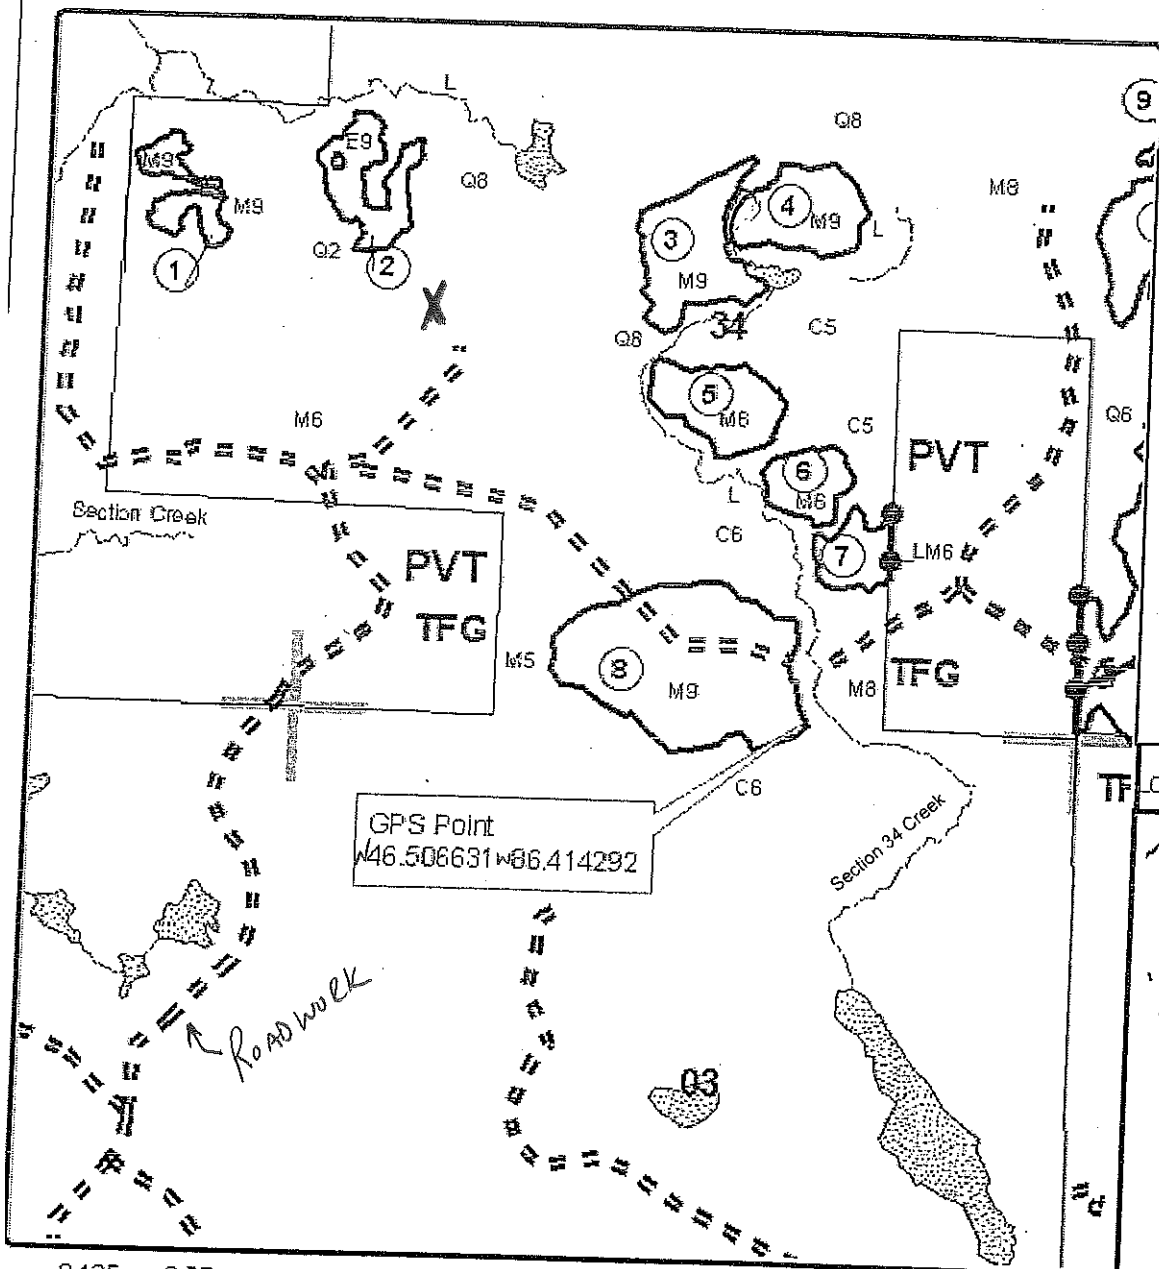 L
9
Q8
E9
M9
Q8
M8
M9
4
M9
L
3
Q2
1
2
M9
X
34
C5
Q8
5
M6
Q6
M6
C5
PVT
6
M6
L
Section Creek
C6
7
LM6
PVT
TFG
M5
8
M9
M8
TFG
C6
TF
GPS Point
N46.506631 W86.414292
Section 34 Creek
ROADWORK
03